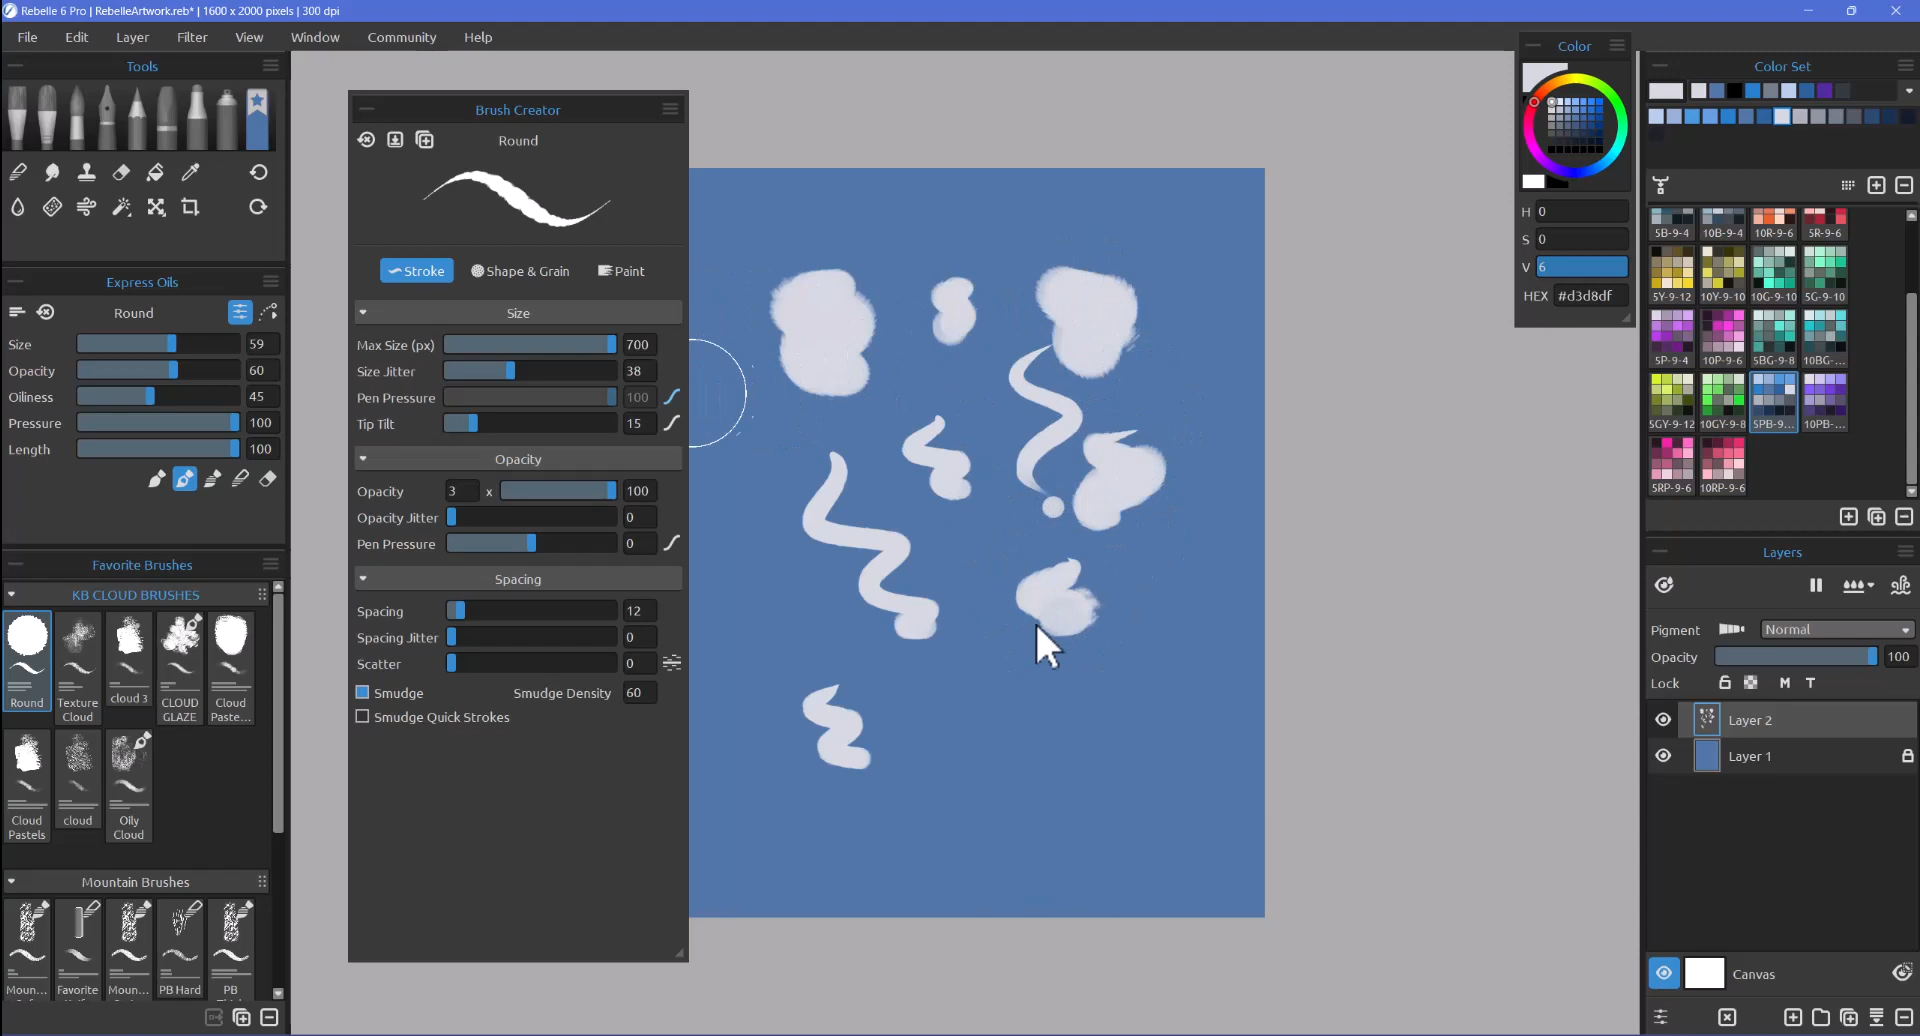 Rebelle 6 Pro | RebelleArtwork.reb* | 1600 x 2000 pixels | 300 dpi
File Edit Layer Filter View Window Community Help
Tools
Express Oils
Round
Size 59
Opacity 60
Oiliness 45
Pressure 100
Length 100
Favorite Brushes
KB CLOUD BRUSHES
Round
Texture Cloud
cloud 3
CLOUD GLAZE
Cloud Paste...
Cloud Pastels
cloud
Oily Cloud
Mountain Brushes
Moun...
Favorite
Moun...
PB Hard
PB
Brush Creator
Round
Stroke Shape & Grain Paint
Size
Max Size (px) 700
Size Jitter 38
Pen Pressure 100
Tip Tilt 15
Opacity
Opacity 3 x 100
Opacity Jitter 0
Pen Pressure 0
Spacing
Spacing 12
Spacing Jitter 0
Scatter 0
Smudge Smudge Density 60
Smudge Quick Strokes
Color
H 0
S 0
V 6
HEX #d3d8df
Color Set
5B-9-4 10B-9-4 10R-9-6 5R-9-6
5Y-9-12 10Y-9-10 10G-9-10 5G-9-10
5P-9-4 10P-9-6 5BG-9-8 10BG-...
5GY-9-12 10GY-9-8 5PB-9... 10PB-...
5RP-9-6 10RP-9-6
Layers
Pigment Normal
Opacity 100
Lock M T
Layer 2
Layer 1
Canvas